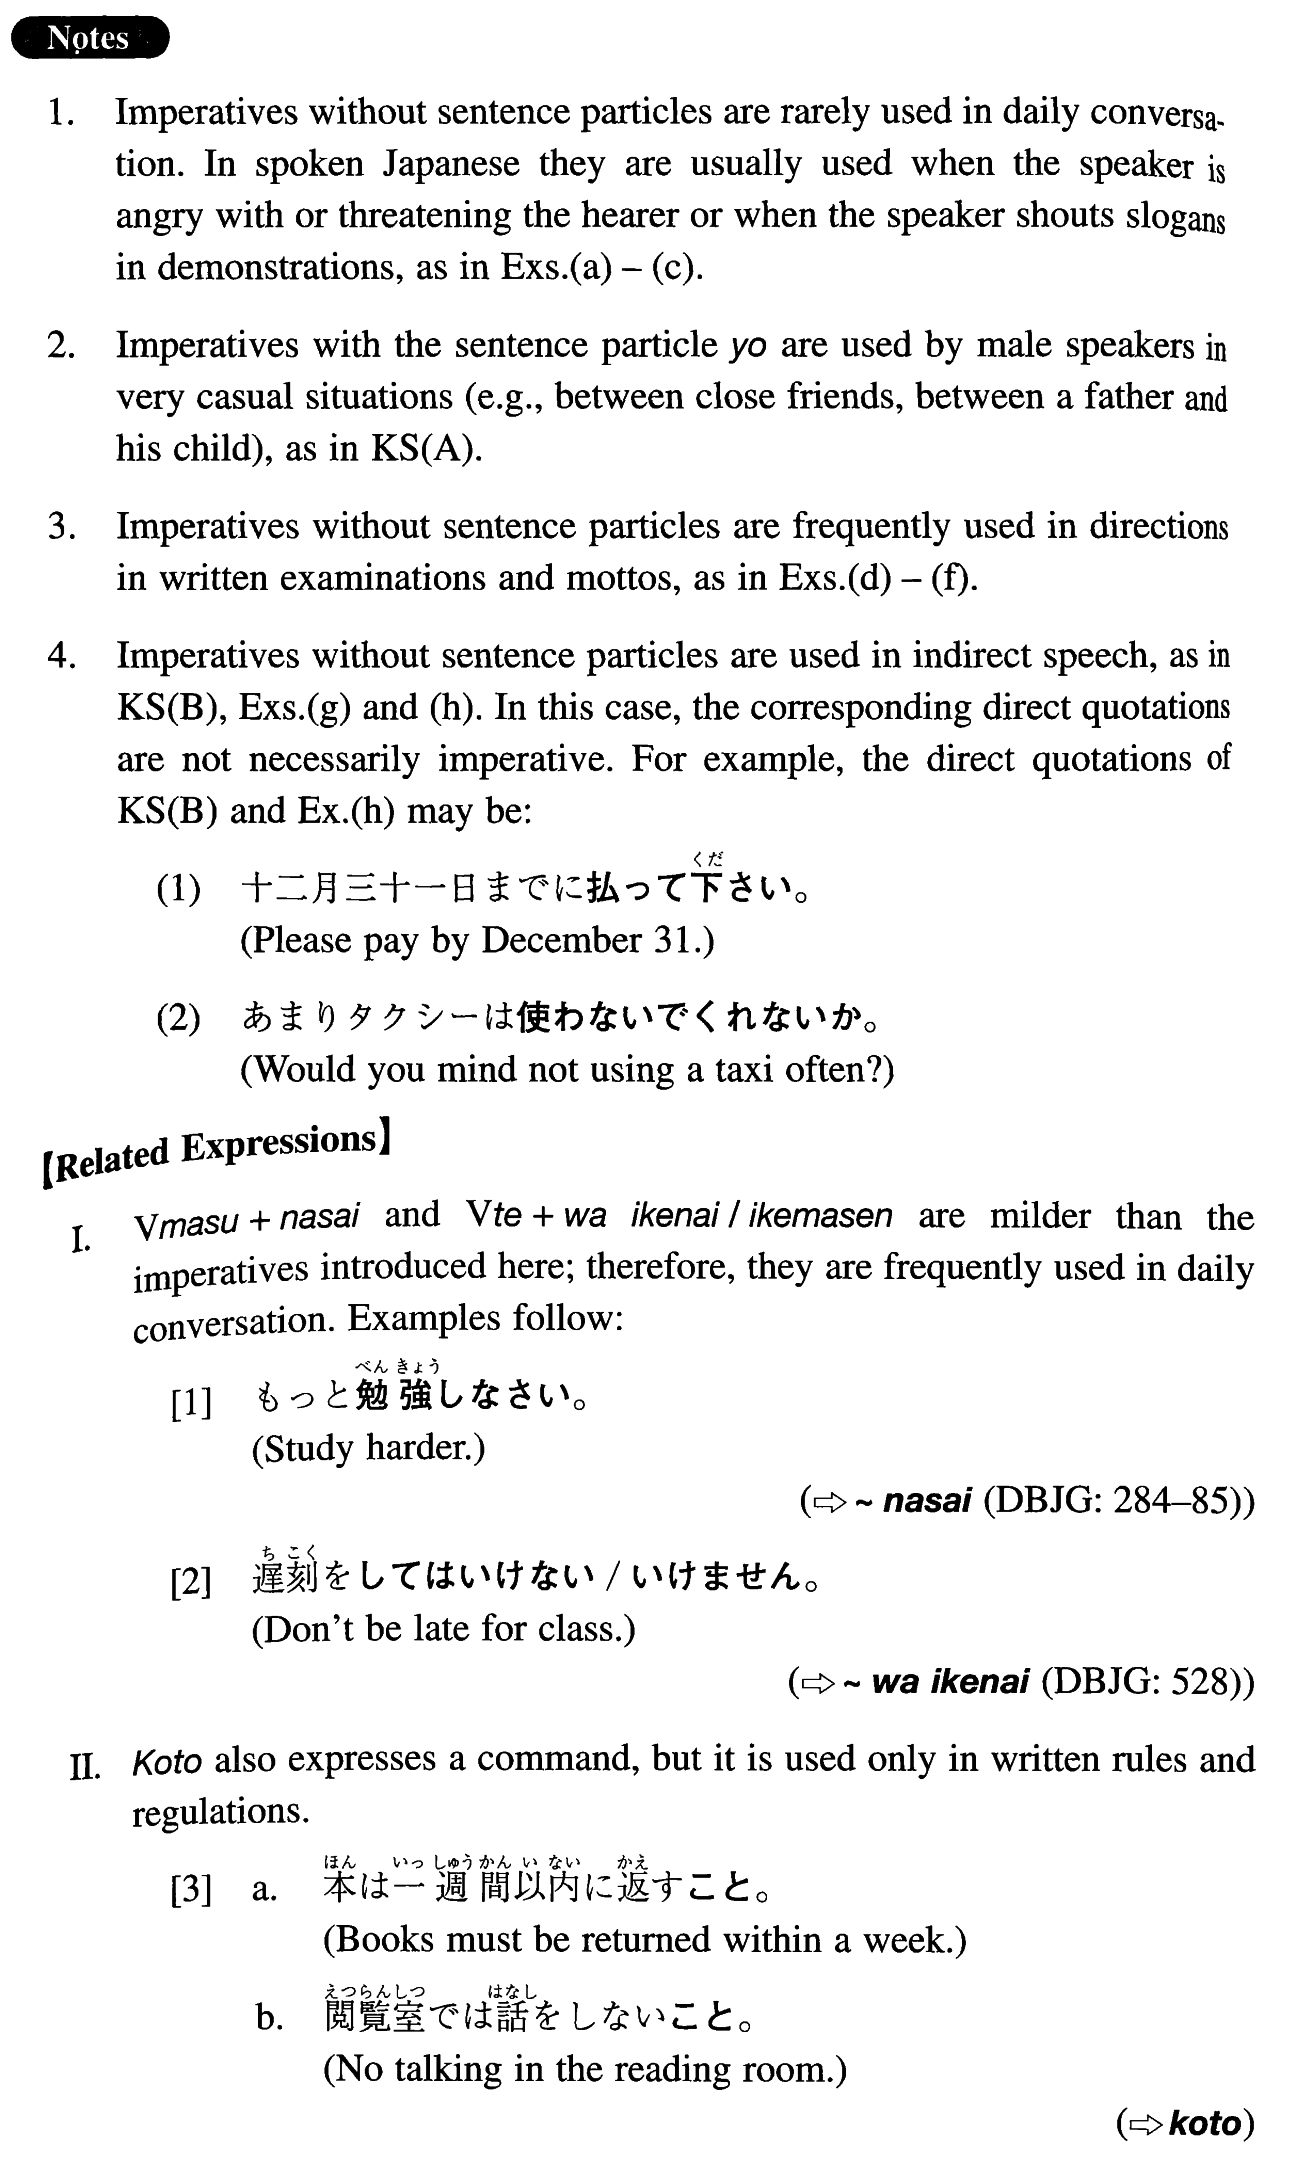 Notes
1. Imperatives without sentence particles are rarely used in daily conversa-
tion. In spoken Japanese they are usually used when the speaker is
angry with or threatening the hearer or when the speaker shouts slogans
in demonstrations, as in Exs.(a) – (c).
2. Imperatives with the sentence particle yo are used by male speakers in
very casual situations (e.g., between close friends, between a father and
his child), as in KS(A).
3. Imperatives without sentence particles are frequently used in directions
in written examinations and mottos, as in Exs.(d) – (f).
4. Imperatives without sentence particles are used in indirect speech, as in
KS(B), Exs.(g) and (h). In this case, the corresponding direct quotations
are not necessarily imperative. For example, the direct quotations of
KS(B) and Ex.(h) may be:
くだ
(1) 十二月三十一日までに払って下さい。
(Please pay by December 31.)
(2) あまりタクシーは使わないでくれないか。
(Would you mind not using a taxi often?)
【Related Expressions】
I. Vmasu + nasai and Vte + wa ikenai / ikemasen are milder than the
imperatives introduced here; therefore, they are frequently used in daily
conversation. Examples follow:
べんきょう
[1] もっと勉強しなさい。
(Study harder.)
(⇨ ~ nasai (DBJG: 284–85))
ちこく
[2] 遅刻をしてはいけない / いけません。
(Don't be late for class.)
(⇨ ~ wa ikenai (DBJG: 528))
II. Koto also expresses a command, but it is used only in written rules and
regulations.
ほん いっしゅうかんいない かえ
[3] a. 本は一週間以内に返すこと。
(Books must be returned within a week.)
えつらんしつ はなし
b. 閲覧室では話をしないこと。
(No talking in the reading room.)
(⇨ koto)